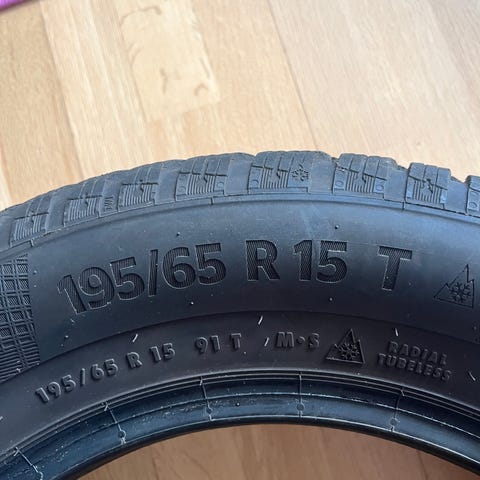 195/65 R 15 T
195/65 R 15 91 T M•S RADIAL
TUBELESS